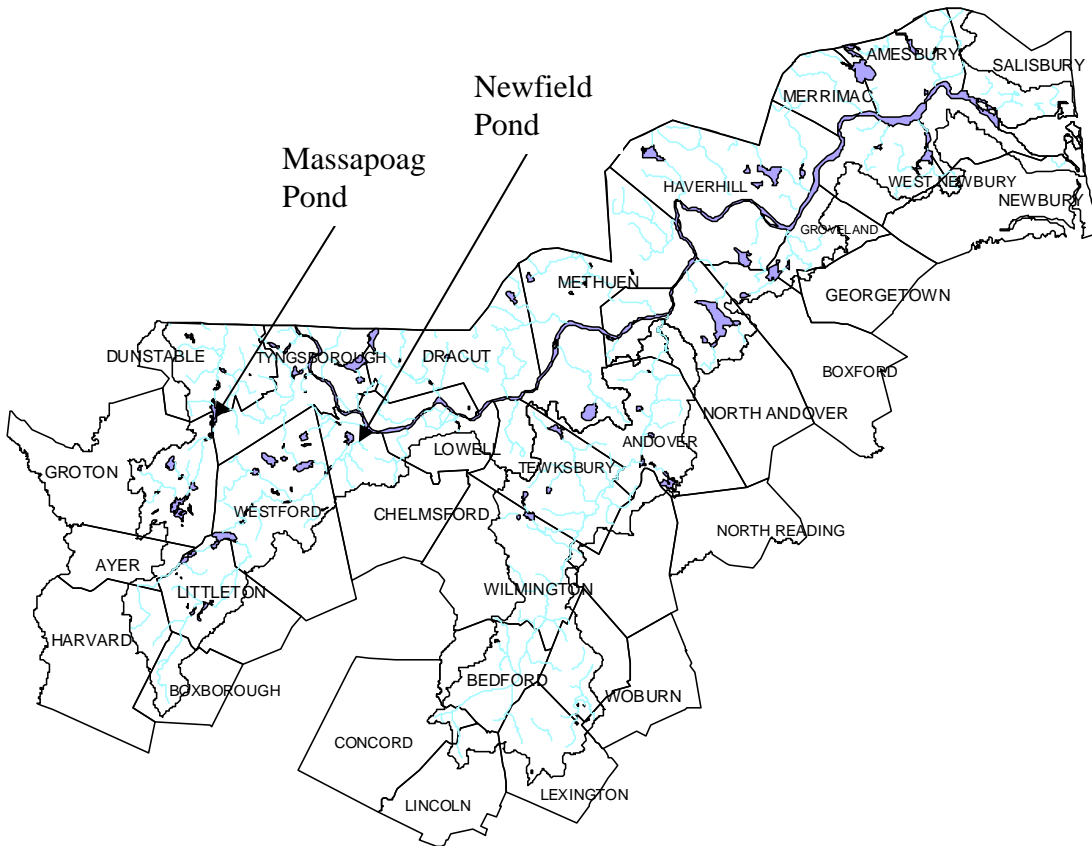 AMESBURY
SALISBURY
Newfield
Pond
MERRIMAC
Massapoag
Pond
WEST NEWBURY
HAVERHILL
NEWBURY
GROVELAND
METHUEN
GEORGETOWN
DUNSTABLE
TYNGSBOROUGH
DRACUT
BOXFORD
NORTH ANDOVER
ANDOVER
LOWELL
GROTON
TEWKSBURY
WESTFORD
CHELMSFORD
NORTH READING
AYER
LITTLETON
WILMINGTON
HARVARD
BEDFORD
BOXBOROUGH
WOBURN
CONCORD
LEXINGTON
LINCOLN